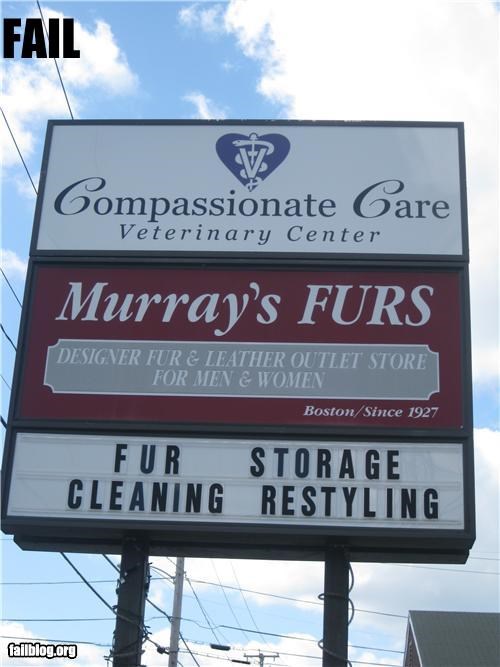 FAIL
V
Compassionate Care
Veterinary Center
Murray's FURS
DESIGNER FUR & LEATHER OUTLET STORE
FOR MEN & WOMEN
Boston/Since 1927
FUR STORAGE
CLEANING RESTYLING
failblog.org